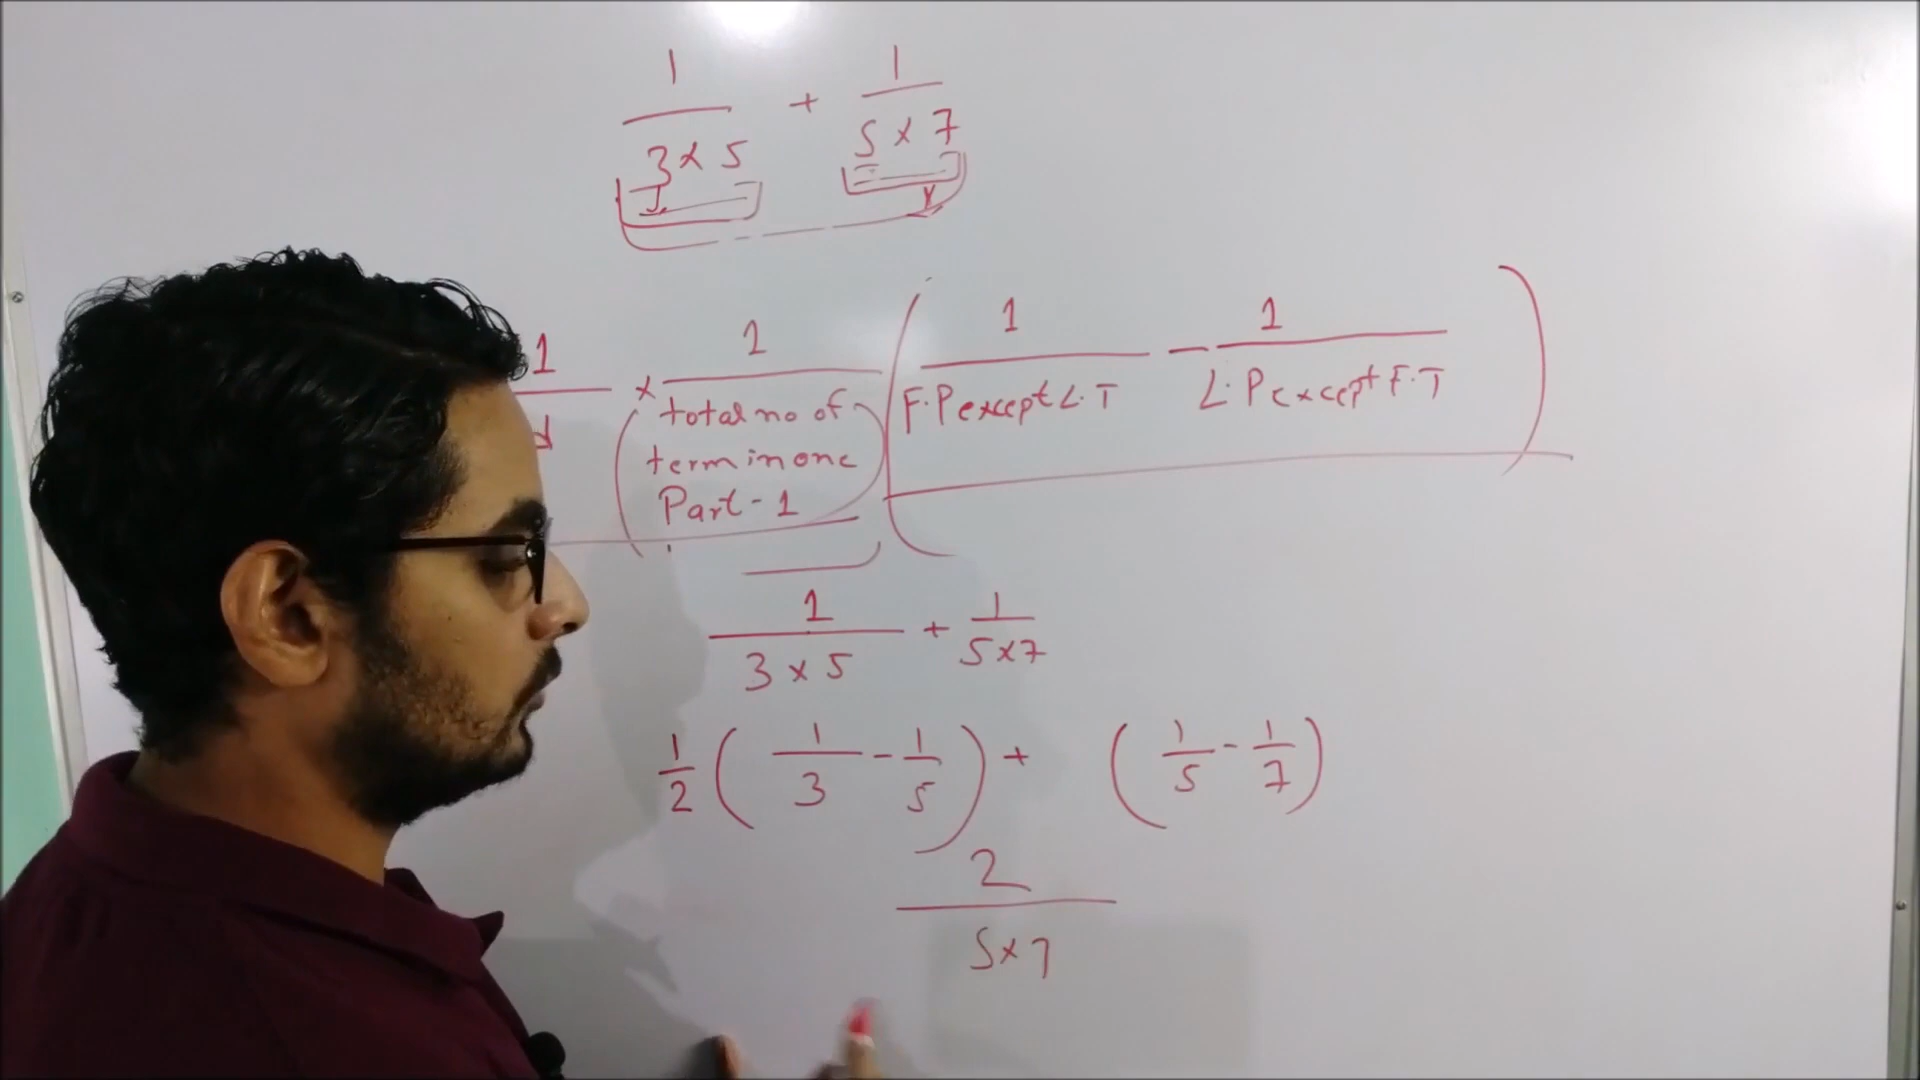 1/(3 × 5) + 1/(5 × 7)
1/d × 1/(total no of term in one Part - 1) (1/(F.P except L.T) - 1/(L.P except F.T))
1/(3 × 5) + 1/(5 × 7)
1/2 (1/3 - 1/5) + (1/5 - 1/7)
2/(5 × 7)